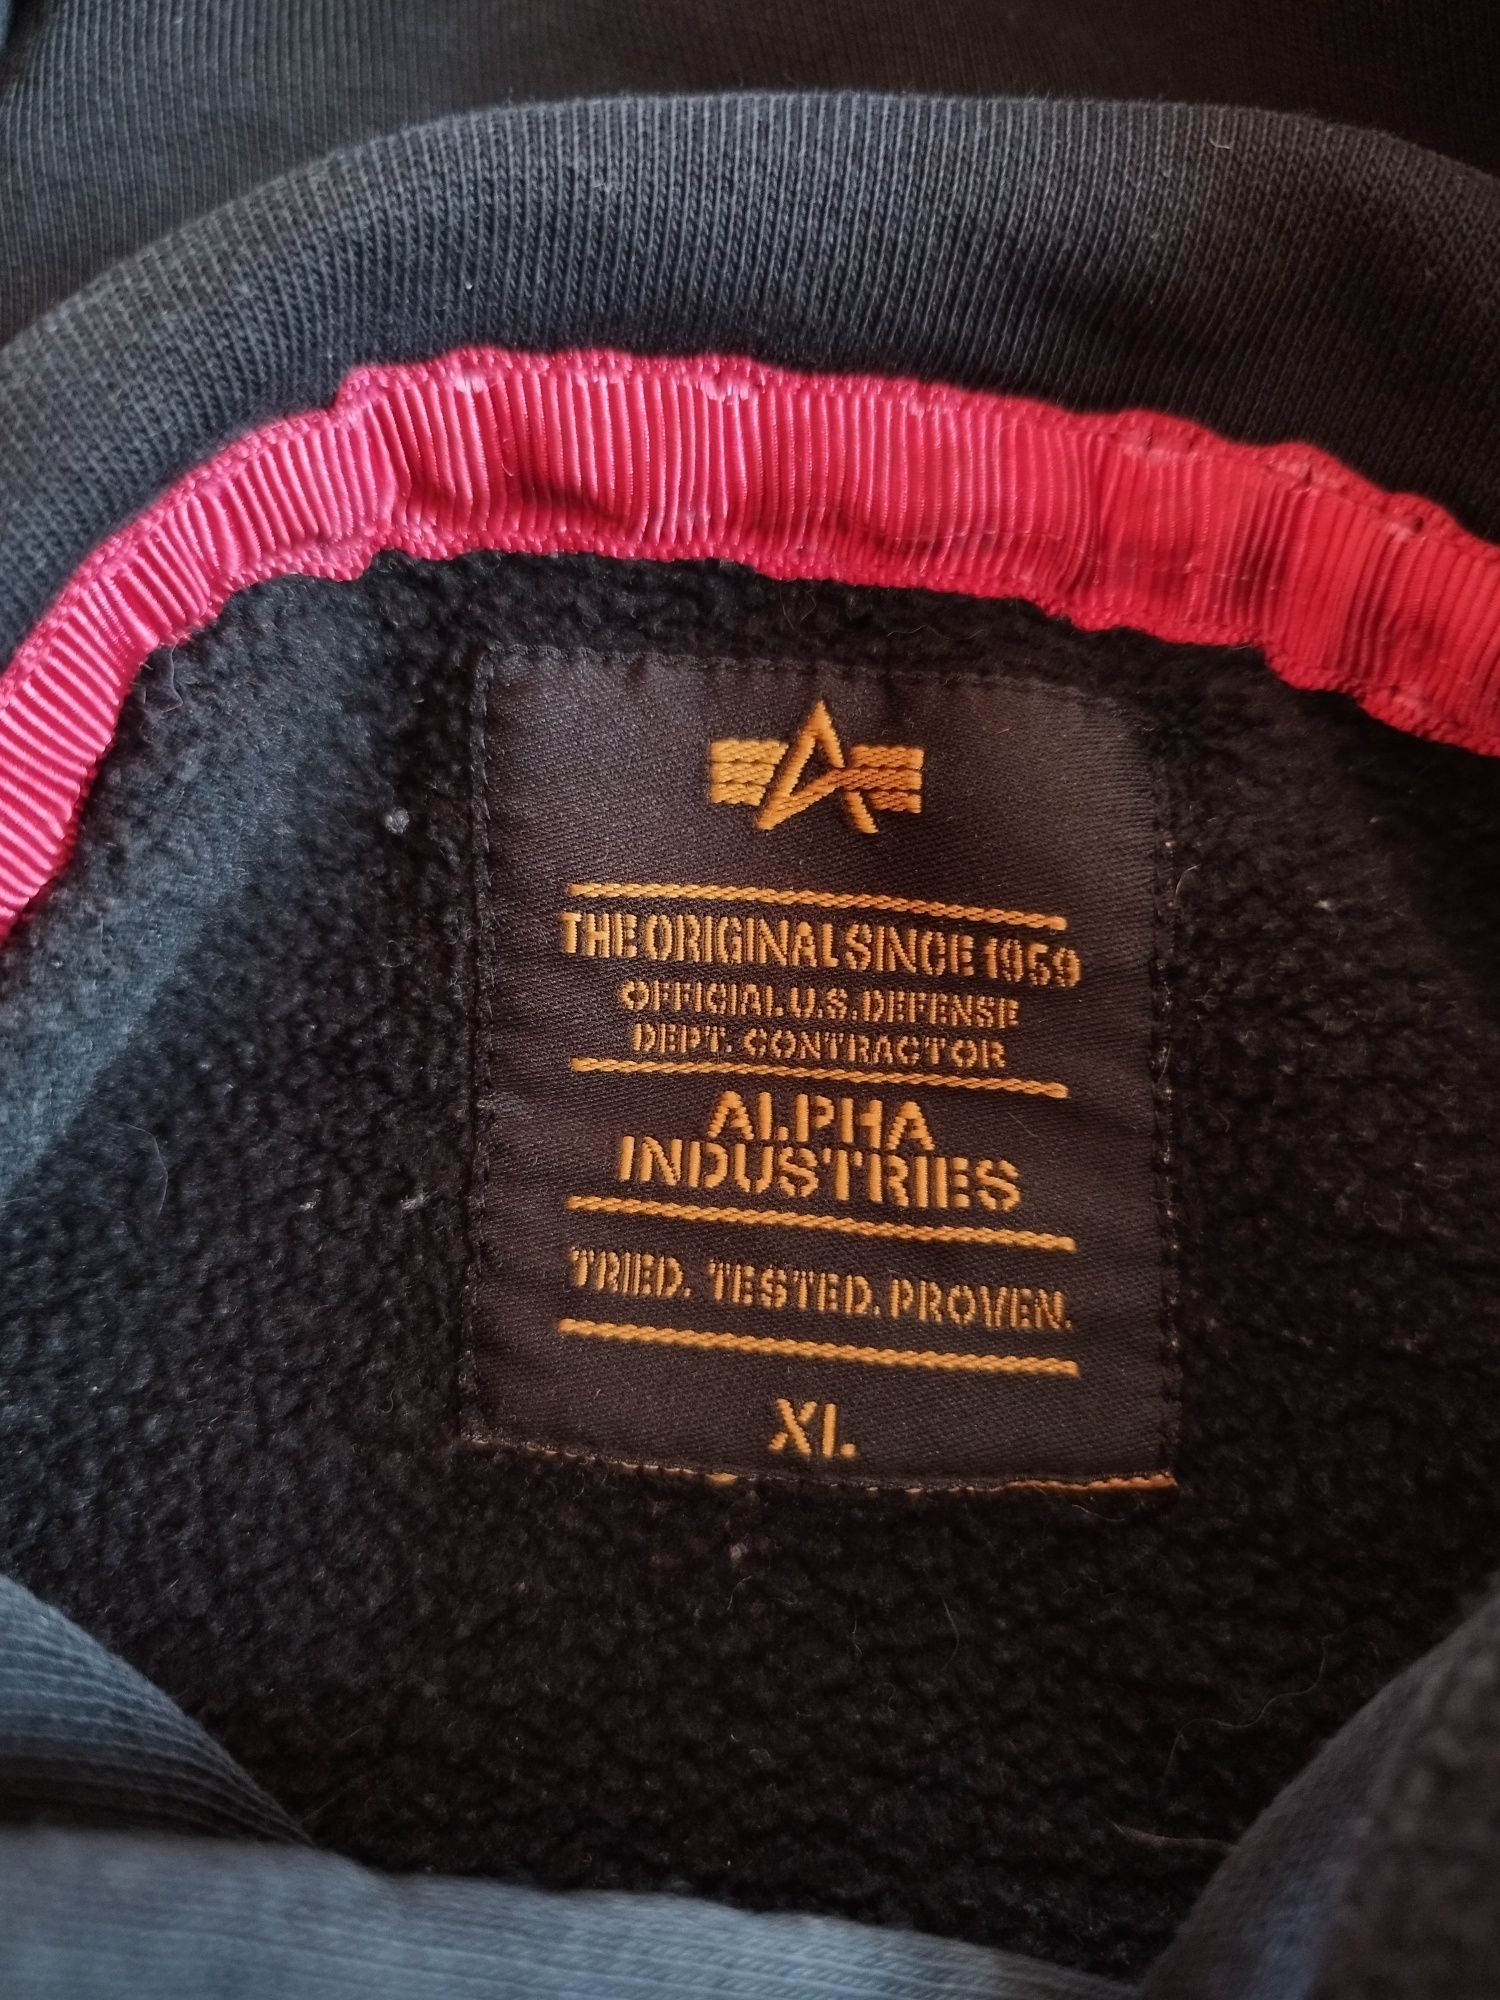 THE ORIGINAL SINCE 1959
OFFICIAL U.S. DEFENSE
DEPT. CONTRACTOR
ALPHA
INDUSTRIES
TRIED. TESTED. PROVEN.
XL